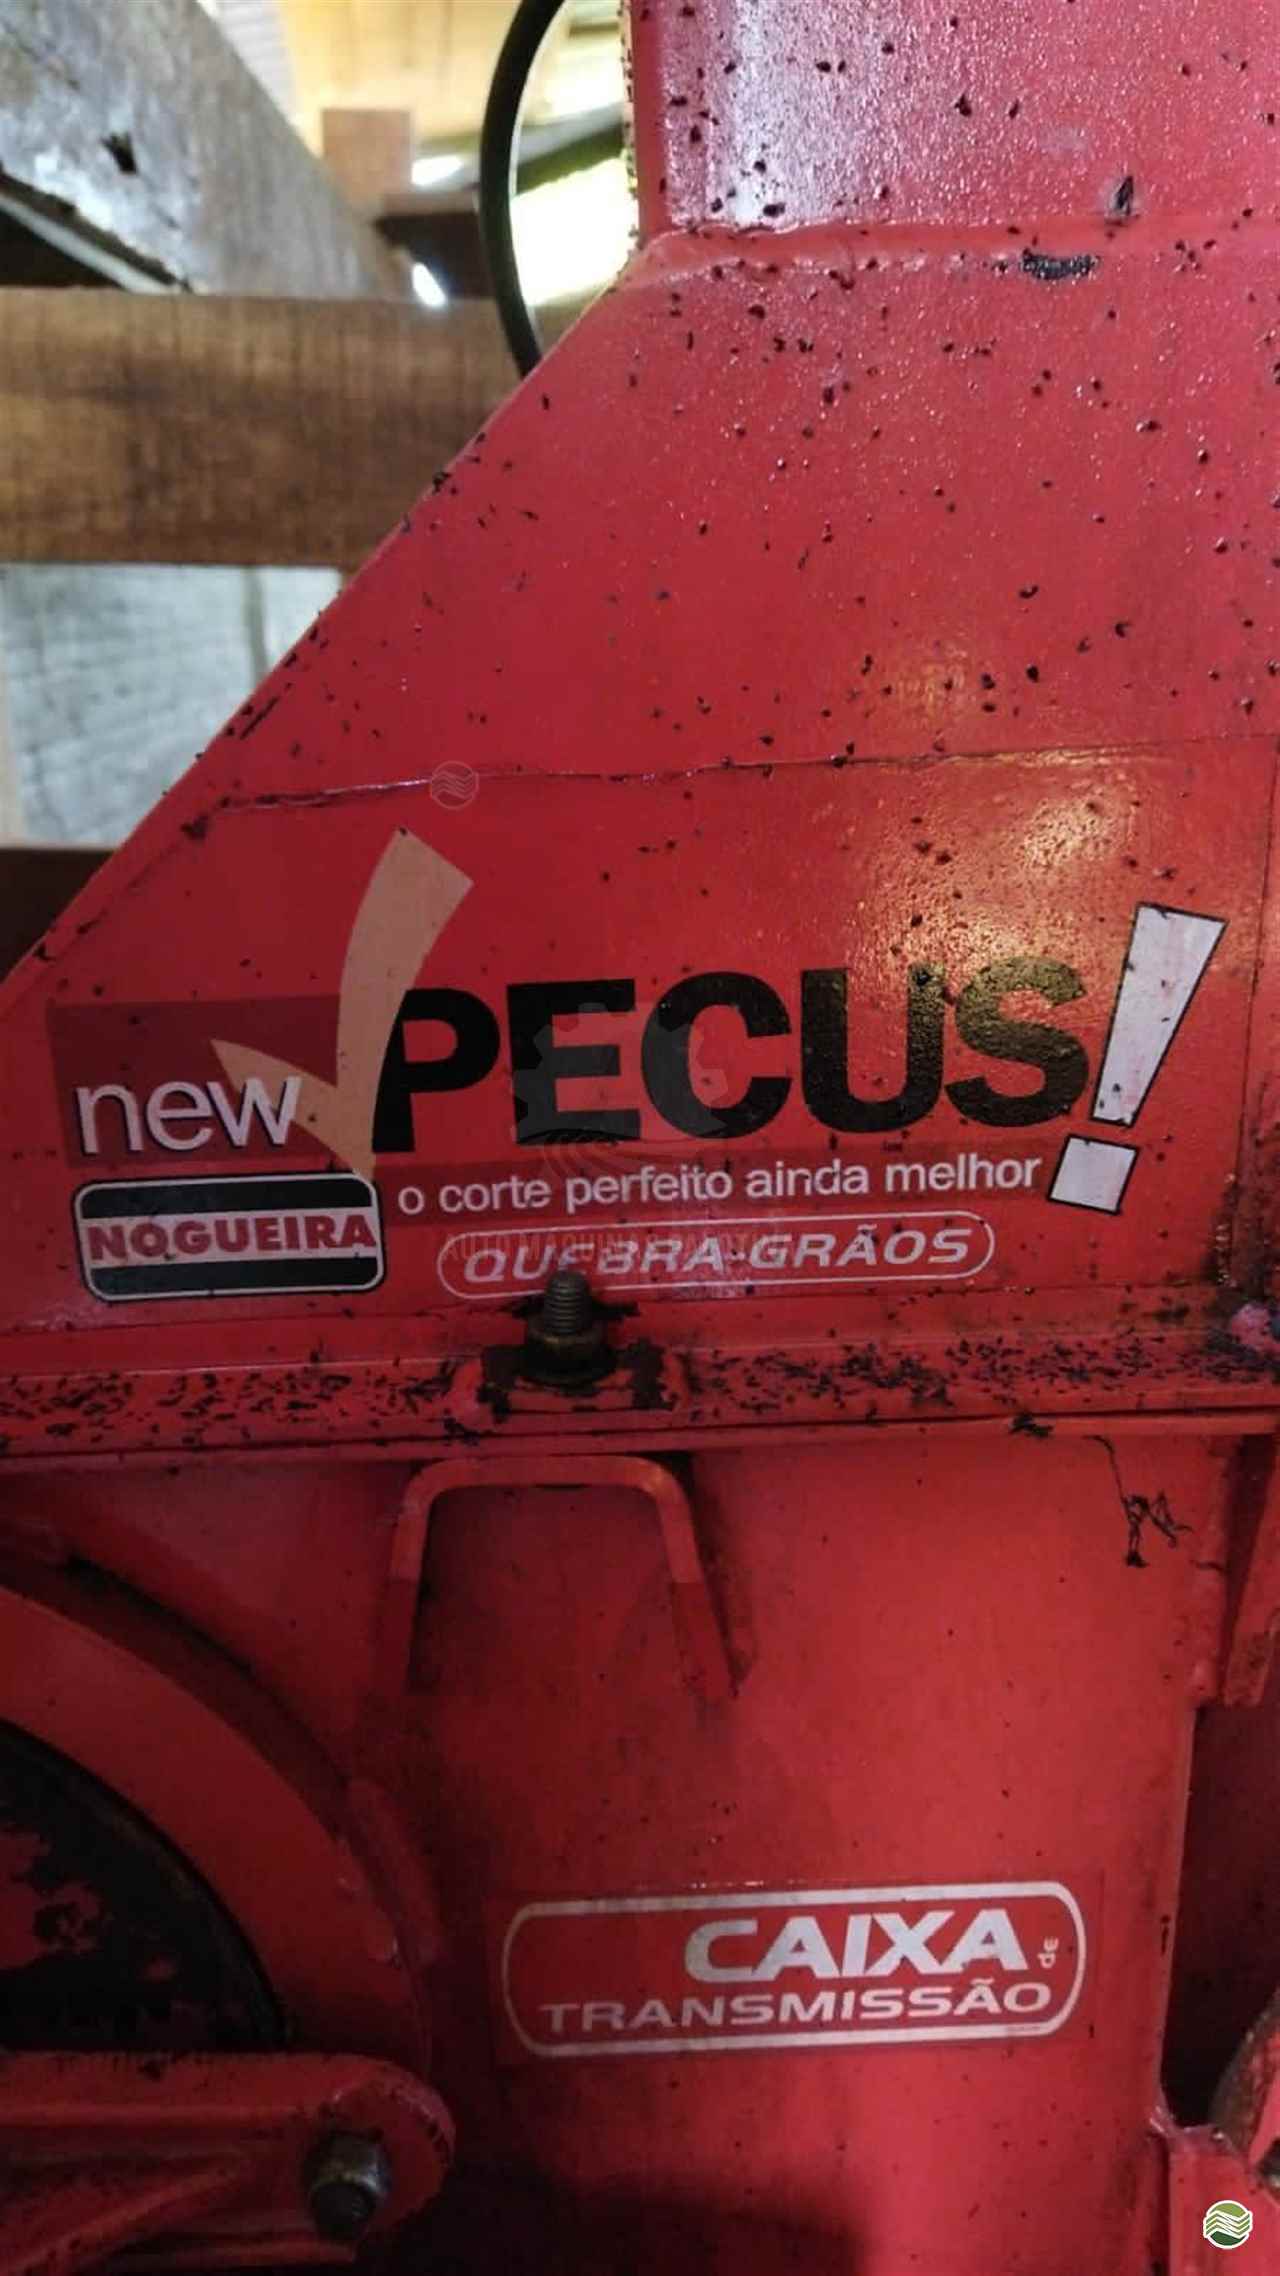 new PECUS!
NOGUEIRA
o corte perfeito ainda melhor
QUEBRA-GRÃOS
CAIXA de
TRANSMISSÃO